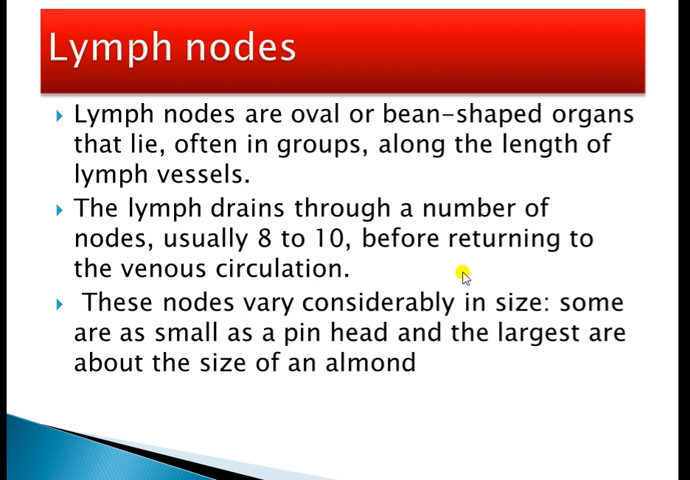 Lymph nodes
Lymph nodes are oval or bean-shaped organs
that lie, often in groups, along the length of
lymph vessels.
The lymph drains through a number of
nodes, usually 8 to 10, before returning to
the venous circulation.
These nodes vary considerably in size: some
are as small as a pin head and the largest are
about the size of an almond